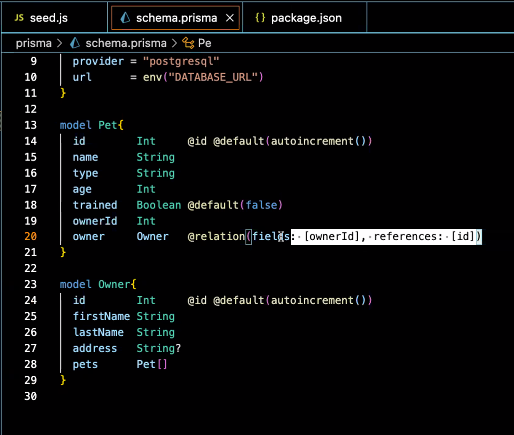 JS seed.js schema.prisma × {} package.json
prisma > schema.prisma > Pe
9 provider = "postgresql"
10 url = env("DATABASE_URL")
11 }
12
13 model Pet{
14 id Int @id @default(autoincrement())
15 name String
16 type String
17 age Int
18 trained Boolean @default(false)
19 ownerId Int
20 owner Owner @relation(fields: [ownerId], references: [id])
21 }
22
23 model Owner{
24 id Int @id @default(autoincrement())
25 firstName String
26 lastName String
27 address String?
28 pets Pet[]
29 }
30